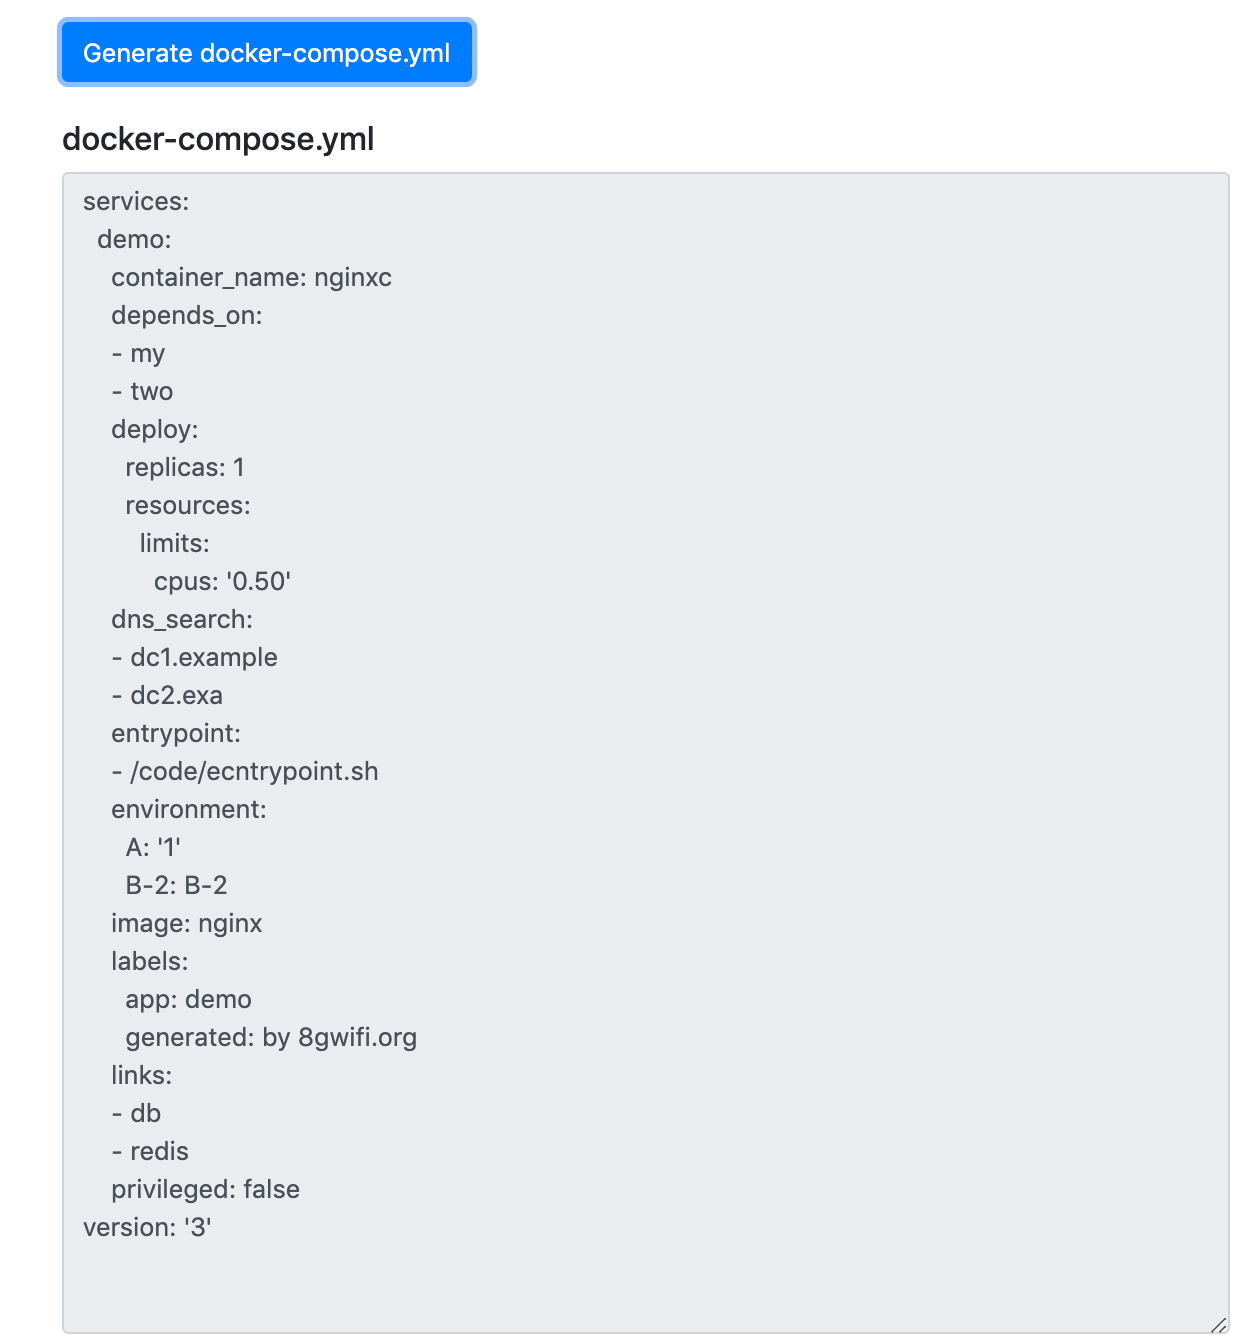 Generate docker-compose.yml
docker-compose.yml
services:
  demo:
    container_name: nginxc
    depends_on:
    - my
    - two
    deploy:
      replicas: 1
      resources:
        limits:
          cpus: '0.50'
    dns_search:
    - dc1.example
    - dc2.exa
    entrypoint:
    - /code/ecntrypoint.sh
    environment:
      A: '1'
      B-2: B-2
    image: nginx
    labels:
      app: demo
      generated: by 8gwifi.org
    links:
    - db
    - redis
    privileged: false
version: '3'